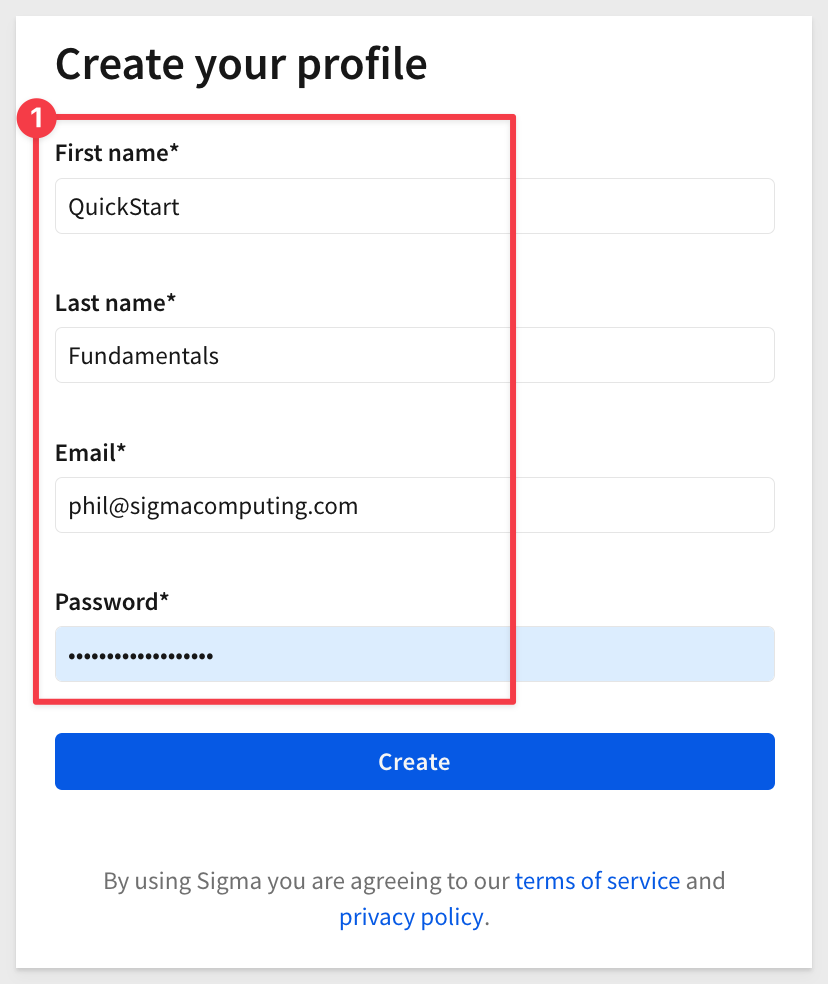 Create your profile
1
First name*
QuickStart
Last name*
Fundamentals
Email*
phil@sigmacomputing.com
Password*
•••••••••••••••••••
Create
By using Sigma you are agreeing to our terms of service and
privacy policy.